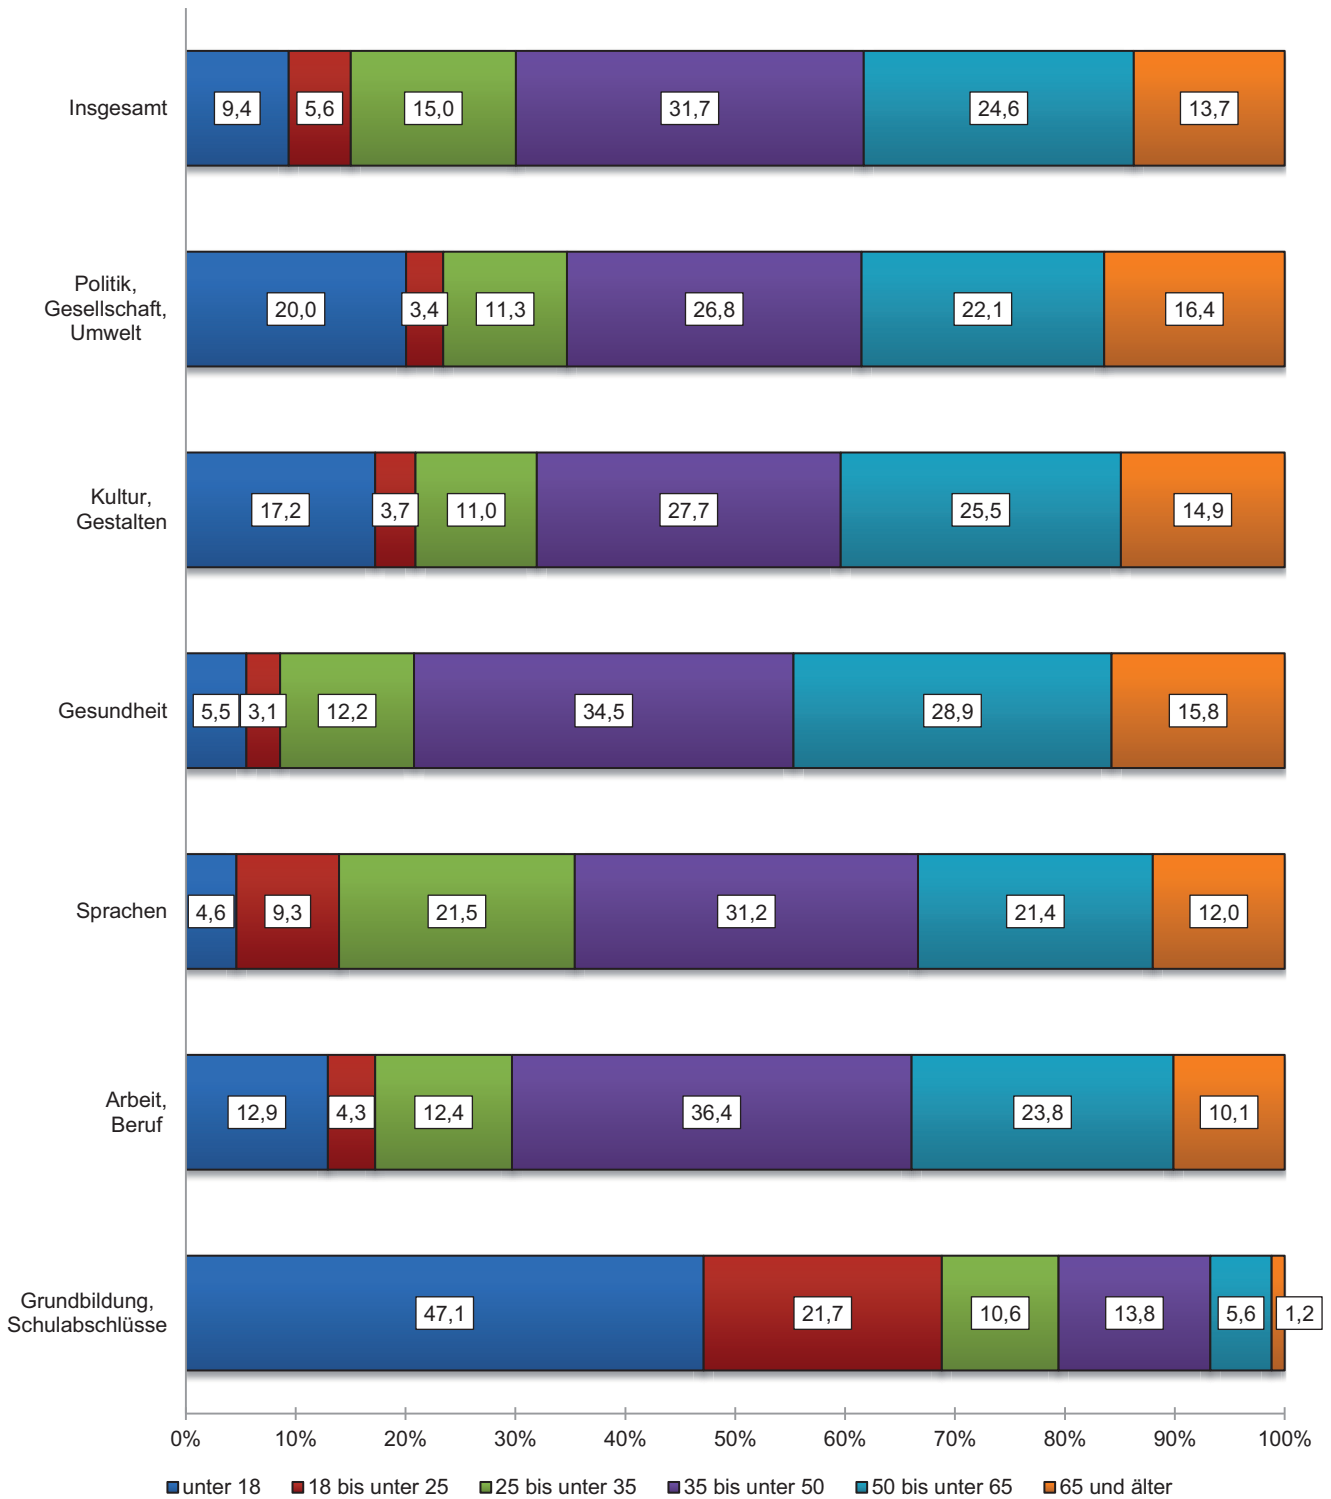 Insgesamt
9,4 5,6 15,0 31,7 24,6 13,7
Politik,
Gesellschaft,
Umwelt
20,0 3,4 11,3 26,8 22,1 16,4
Kultur,
Gestalten
17,2 3,7 11,0 27,7 25,5 14,9
Gesundheit
5,5 3,1 12,2 34,5 28,9 15,8
Sprachen
4,6 9,3 21,5 31,2 21,4 12,0
Arbeit,
Beruf
12,9 4,3 12,4 36,4 23,8 10,1
Grundbildung,
Schulabschlüsse
47,1 21,7 10,6 13,8 5,6 1,2
0% 10% 20% 30% 40% 50% 60% 70% 80% 90% 100%
unter 18 18 bis unter 25 25 bis unter 35 35 bis unter 50 50 bis unter 65 65 und älter